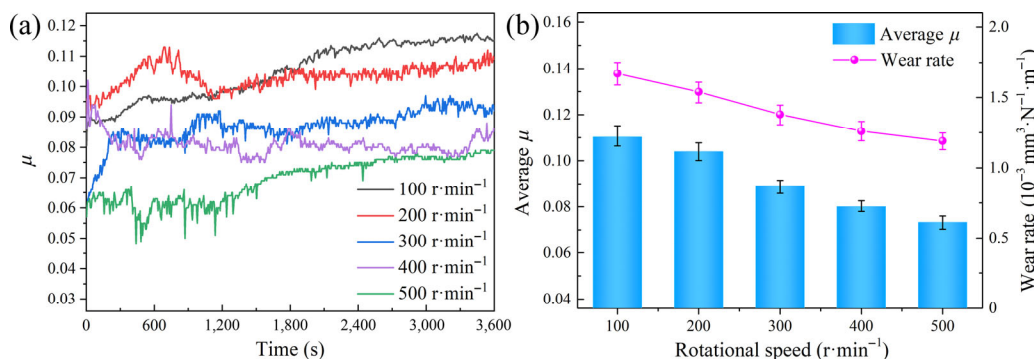 (a)
0.12
0.11
0.10
0.09
0.08
0.07
0.06
0.05
0.04
0.03
μ
100 r·min⁻¹
200 r·min⁻¹
300 r·min⁻¹
400 r·min⁻¹
500 r·min⁻¹
0
600
1,200
1,800
2,400
3,000
3,600
Time (s)
(b)
0.16
0.14
0.12
0.10
0.08
0.06
0.04
Average μ
Average μ
Wear rate
2.0
1.5
1.0
0.5
0
Wear rate (10⁻³ mm³·N⁻¹·m⁻¹)
100
200
300
400
500
Rotational speed (r·min⁻¹)